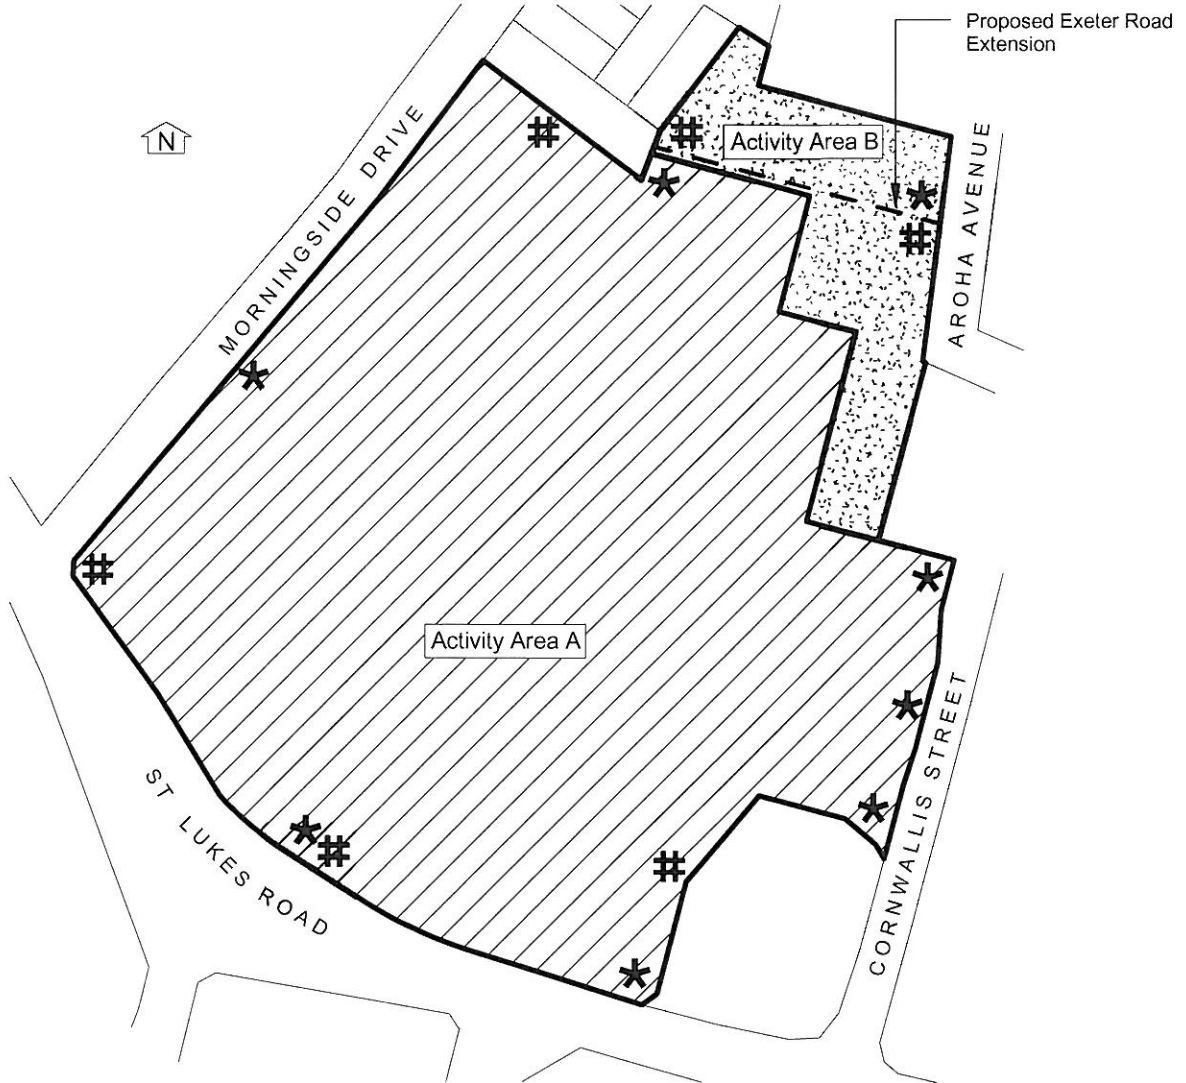 Proposed Exeter Road
Extension
N
Activity Area B
MORNINGSIDE DRIVE
AROHA AVENUE
Activity Area A
ST LUKES ROAD
CORNWALLIS STREET